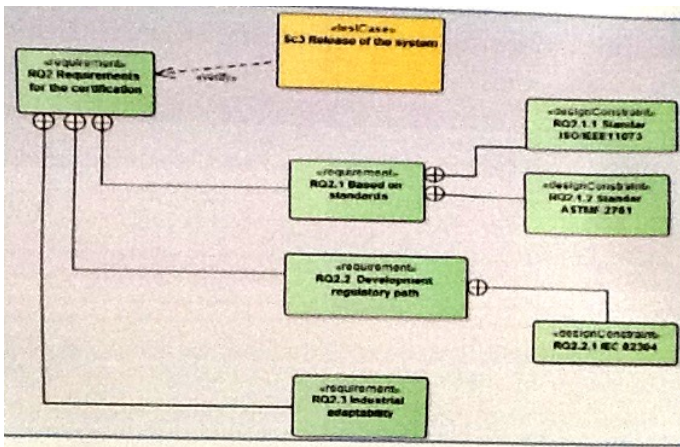 «testCase»
Sc3 Release of the system
«requirement»
RQ2 Requirements
for the certification
«verify»
«designConstraint»
RQ2.1.1 Standar
ISO/IEEE11073
«requirement»
RQ2.1 Based on
standards
«designConstraint»
RQ2.1.2 Standar
ASTMF 2761
«requirement»
RQ2.2 Development
regulatory path
«designConstraint»
RQ2.2.1 IEC 62304
«requirement»
RQ2.3 Industrial
adaptability